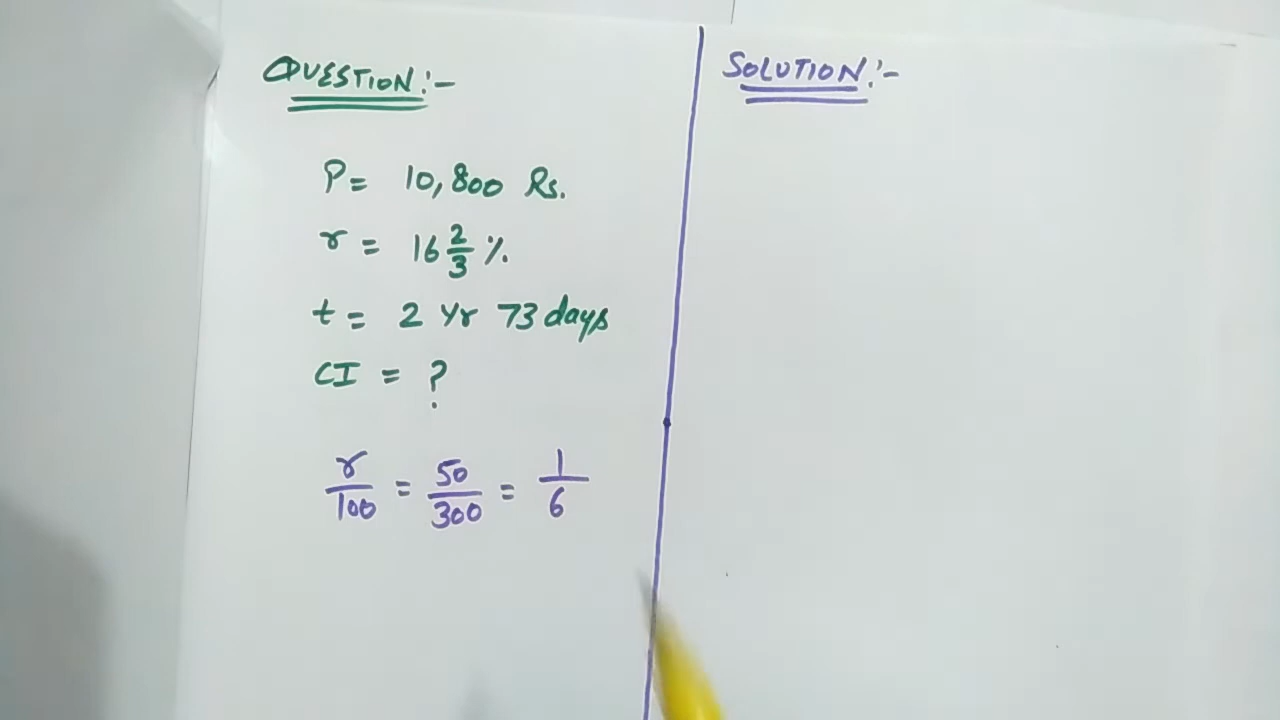 QUESTION:-
P = 10,800 Rs.
r = 16 2/3 %
t = 2 Yr 73 days
CI = ?
r/100 = 50/300 = 1/6
SOLUTION:-